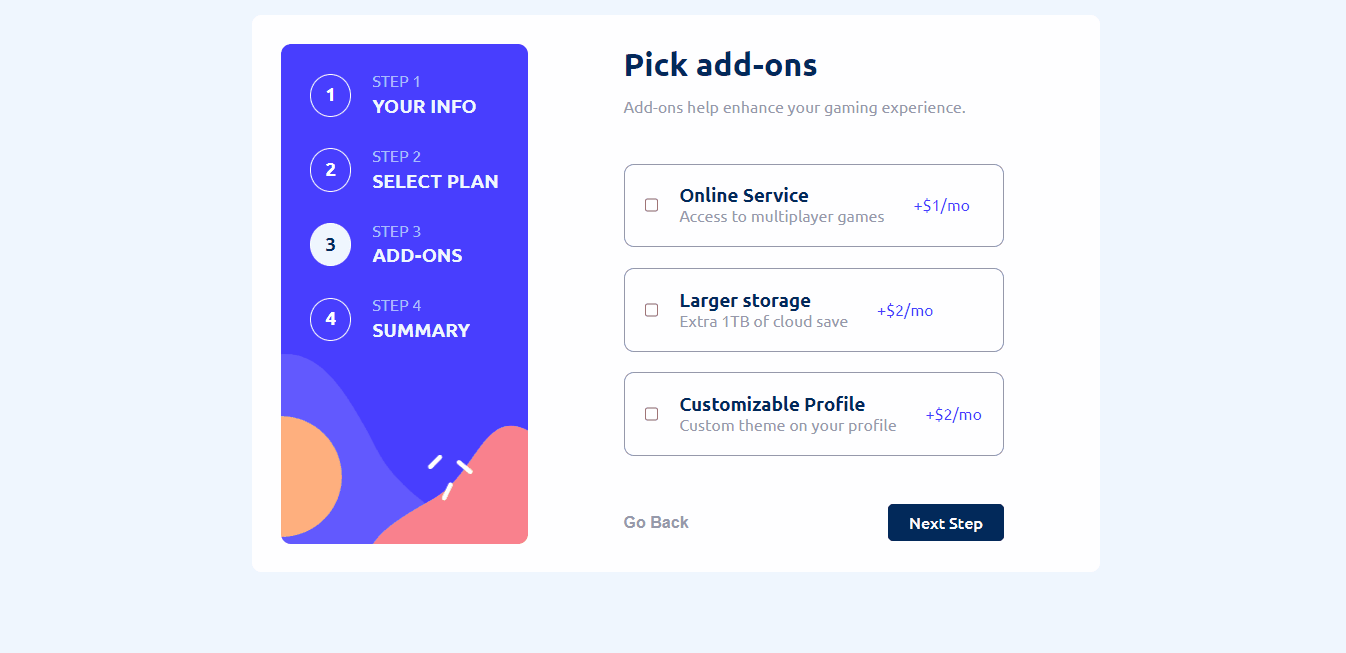 1
STEP 1
YOUR INFO
2
STEP 2
SELECT PLAN
3
STEP 3
ADD-ONS
4
STEP 4
SUMMARY
Pick add-ons
Add-ons help enhance your gaming experience.
Online Service
Access to multiplayer games
+$1/mo
Larger storage
Extra 1TB of cloud save
+$2/mo
Customizable Profile
Custom theme on your profile
+$2/mo
Go Back
Next Step